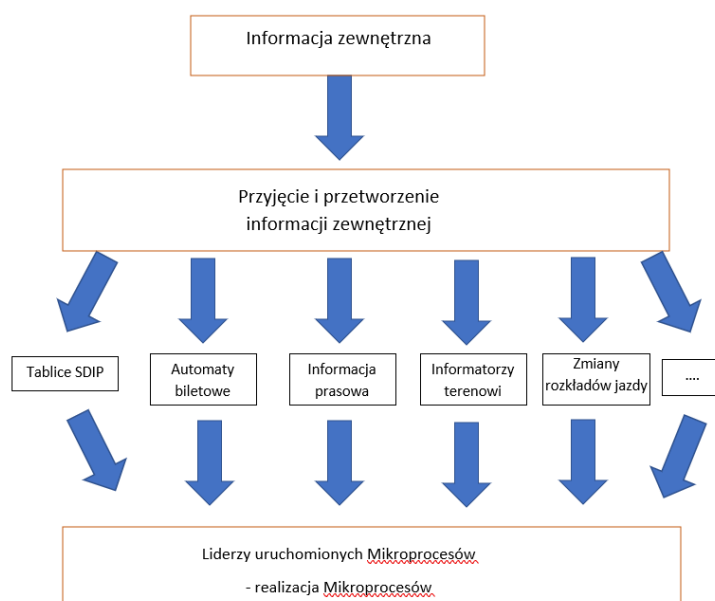 Informacja zewnętrzna
Przyjęcie i przetworzenie
informacji zewnętrznej
Tablice SDIP
Automaty
biletowe
Informacja
prasowa
Informatorzy
terenowi
Zmiany
rozkładów jazdy
....
Liderzy uruchomionych Mikroprocesów
- realizacja Mikroprocesów